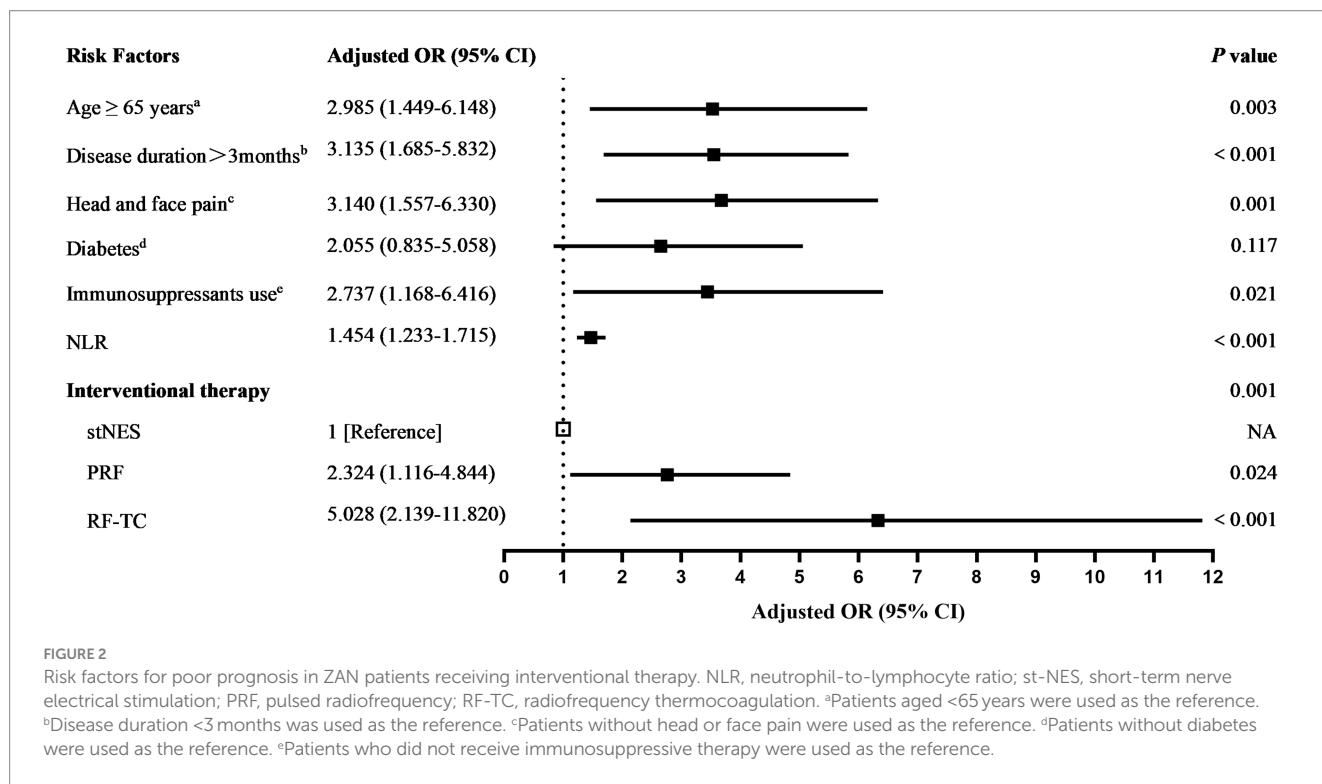 Risk Factors Adjusted OR (95% CI) P value
Age ≥ 65 yearsᵃ 2.985 (1.449-6.148) 0.003
Disease duration＞3monthsᵇ 3.135 (1.685-5.832) < 0.001
Head and face painᶜ 3.140 (1.557-6.330) 0.001
Diabetesᵈ 2.055 (0.835-5.058) 0.117
Immunosuppressants useᵉ 2.737 (1.168-6.416) 0.021
NLR 1.454 (1.233-1.715) < 0.001
Interventional therapy 0.001
stNES 1 [Reference] NA
PRF 2.324 (1.116-4.844) 0.024
RF-TC 5.028 (2.139-11.820) < 0.001
0 1 2 3 4 5 6 7 8 9 10 11 12
Adjusted OR (95% CI)
FIGURE 2
Risk factors for poor prognosis in ZAN patients receiving interventional therapy. NLR, neutrophil-to-lymphocyte ratio; st-NES, short-term nerve
electrical stimulation; PRF, pulsed radiofrequency; RF-TC, radiofrequency thermocoagulation. ᵃPatients aged <65 years were used as the reference.
ᵇDisease duration <3 months was used as the reference. ᶜPatients without head or face pain were used as the reference. ᵈPatients without diabetes
were used as the reference. ᵉPatients who did not receive immunosuppressive therapy were used as the reference.